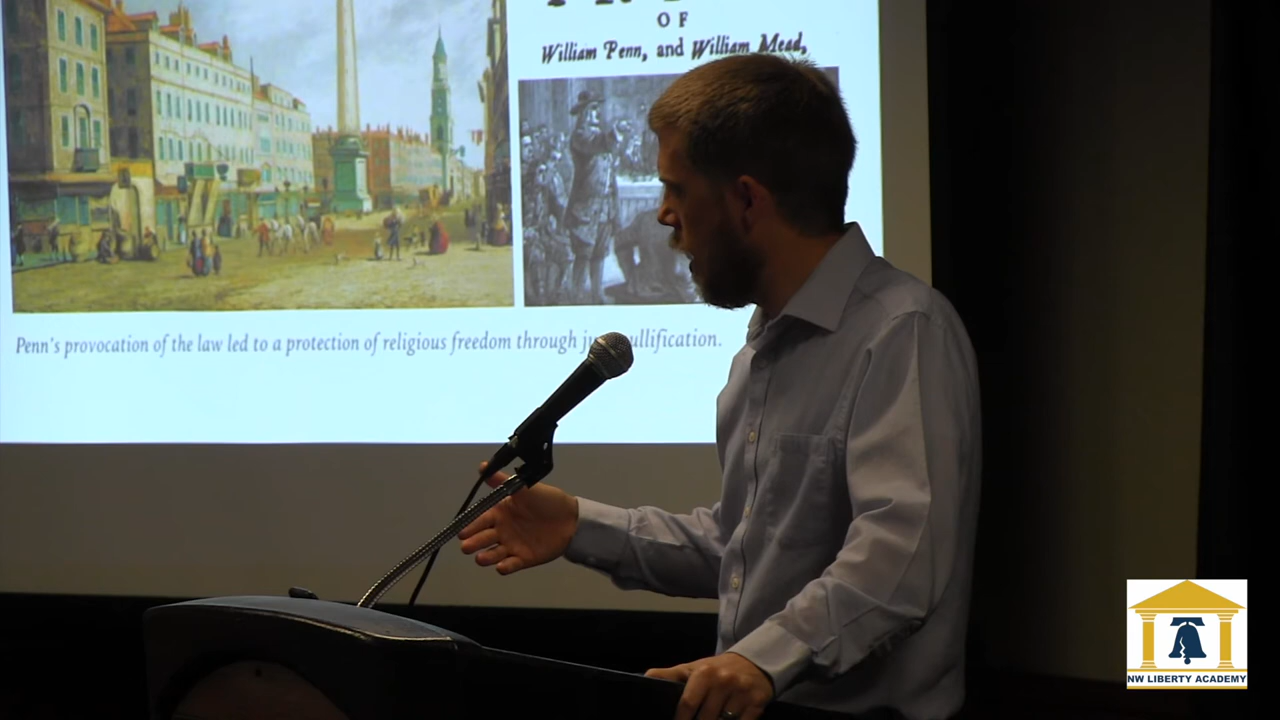 OF
William Penn, and William Mead,
Penn's provocation of the law led to a protection of religious freedom through ju ullification.
NW LIBERTY ACADEMY